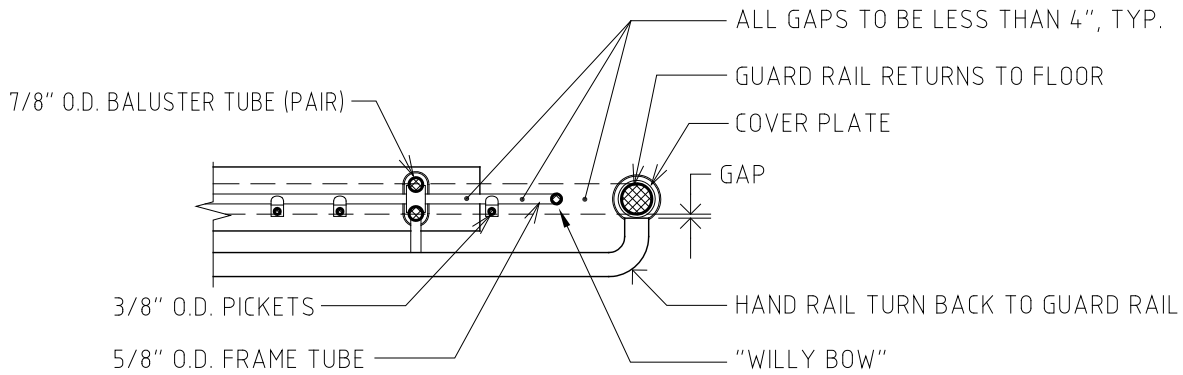 ALL GAPS TO BE LESS THAN 4", TYP.
GUARD RAIL RETURNS TO FLOOR
7/8" O.D. BALUSTER TUBE (PAIR)
COVER PLATE
GAP
3/8" O.D. PICKETS
HAND RAIL TURN BACK TO GUARD RAIL
5/8" O.D. FRAME TUBE
"WILLY BOW"